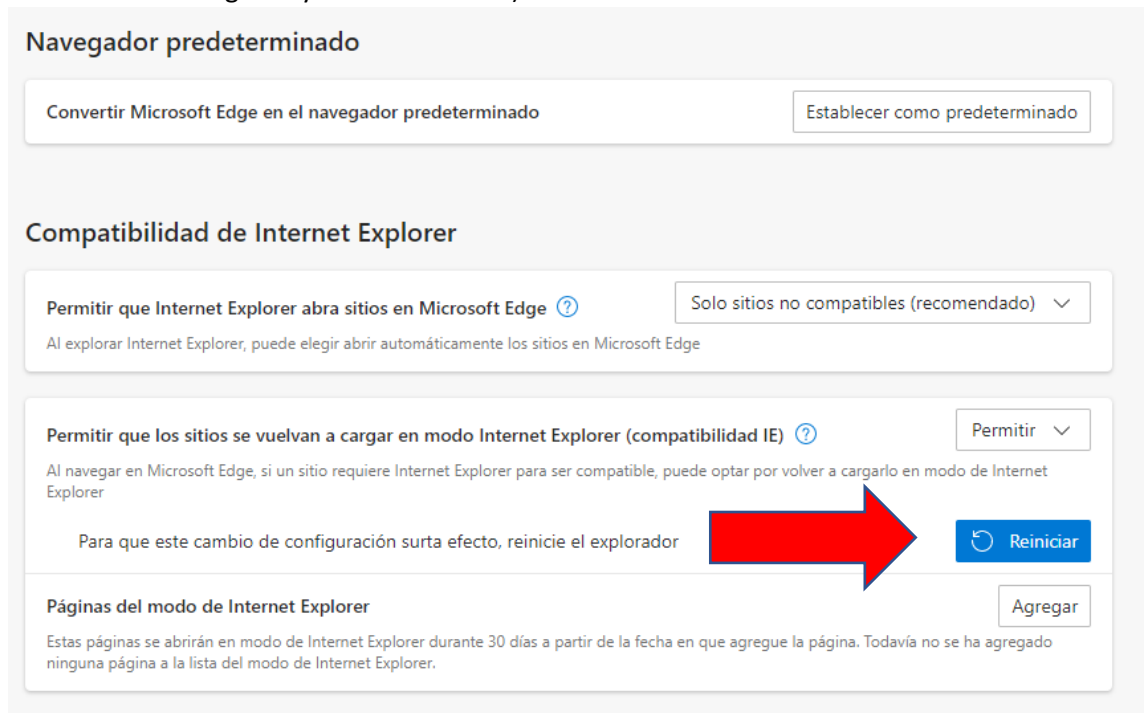 Navegador predeterminado
Convertir Microsoft Edge en el navegador predeterminado
Establecer como predeterminado
Compatibilidad de Internet Explorer
Permitir que Internet Explorer abra sitios en Microsoft Edge
Solo sitios no compatibles (recomendado)
Al explorar Internet Explorer, puede elegir abrir automáticamente los sitios en Microsoft Edge
Permitir que los sitios se vuelvan a cargar en modo Internet Explorer (compatibilidad IE)
Permitir
Al navegar en Microsoft Edge, si un sitio requiere Internet Explorer para ser compatible, puede optar por volver a cargarlo en modo de Internet
Explorer
Para que este cambio de configuración surta efecto, reinicie el explorador
Reiniciar
Páginas del modo de Internet Explorer
Agregar
Estas páginas se abrirán en modo de Internet Explorer durante 30 días a partir de la fecha en que agregue la página. Todavía no se ha agregado
ninguna página a la lista del modo de Internet Explorer.